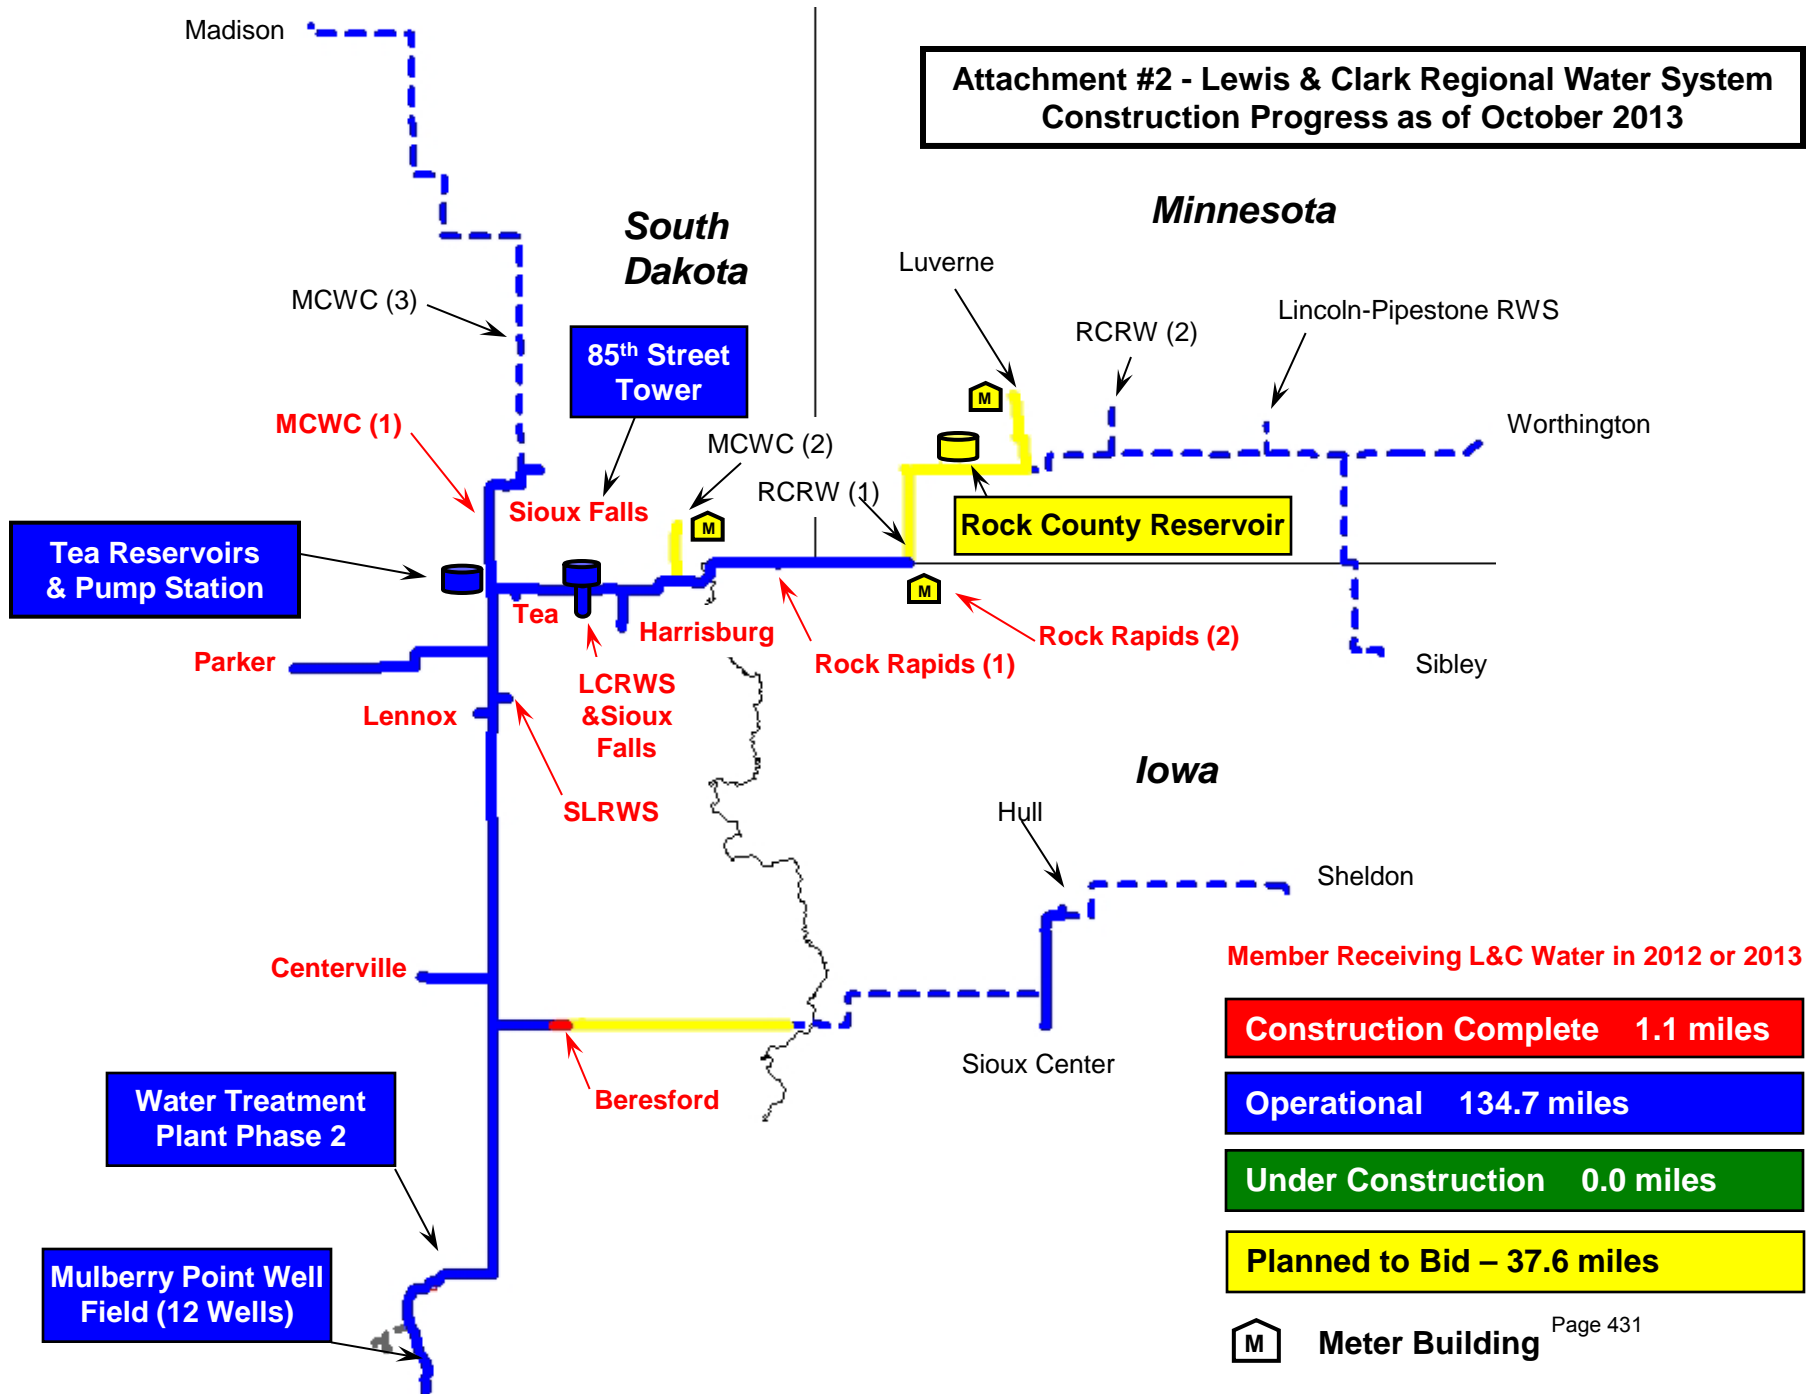 Madison
Attachment #2 - Lewis & Clark Regional Water System
Construction Progress as of October 2013
South
Dakota
Minnesota
Luverne
MCWC (3)
Lincoln-Pipestone RWS
RCRW (2)
85th Street
Tower
MCWC (1)
MCWC (2)
Worthington
M
RCRW (1)
Sioux Falls
M
Rock County Reservoir
Tea Reservoirs
& Pump Station
M
Tea
Harrisburg
Rock Rapids (2)
Parker
Rock Rapids (1)
Sibley
LCRWS
&Sioux
Falls
Lennox
SLRWS
Iowa
Hull
Sheldon
Centerville
Member Receiving L&C Water in 2012 or 2013
Construction Complete 1.1 miles
Sioux Center
Beresford
Operational 134.7 miles
Water Treatment
Plant Phase 2
Under Construction 0.0 miles
Mulberry Point Well
Field (12 Wells)
Planned to Bid – 37.6 miles
M Meter Building
Page 431